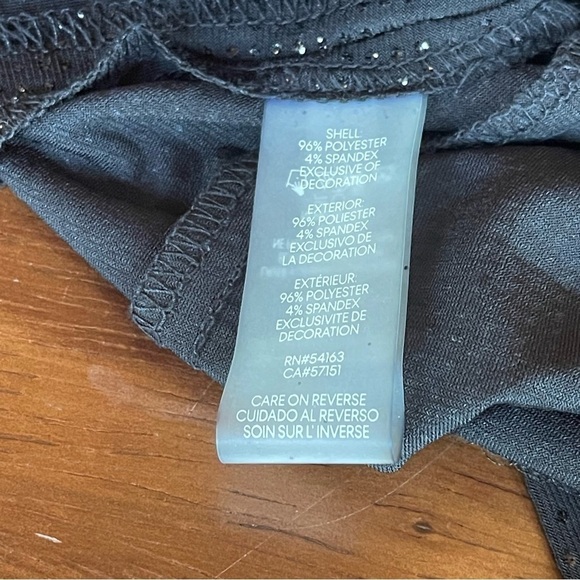 SHELL:
96% POLYESTER
4% SPANDEX
EXCLUSIVE OF
DECORATION
EXTERIOR:
96% POLIESTER
4% SPANDEX
EXCLUSIVO DE
LA DECORATION
EXTÉRIEUR:
96% POLYESTER
4% SPANDEX
EXCLUSIVITE DE
DECORATION
RN#54163
CA#57151
CARE ON REVERSE
CUIDADO AL REVERSO
SOIN SUR L' INVERSE